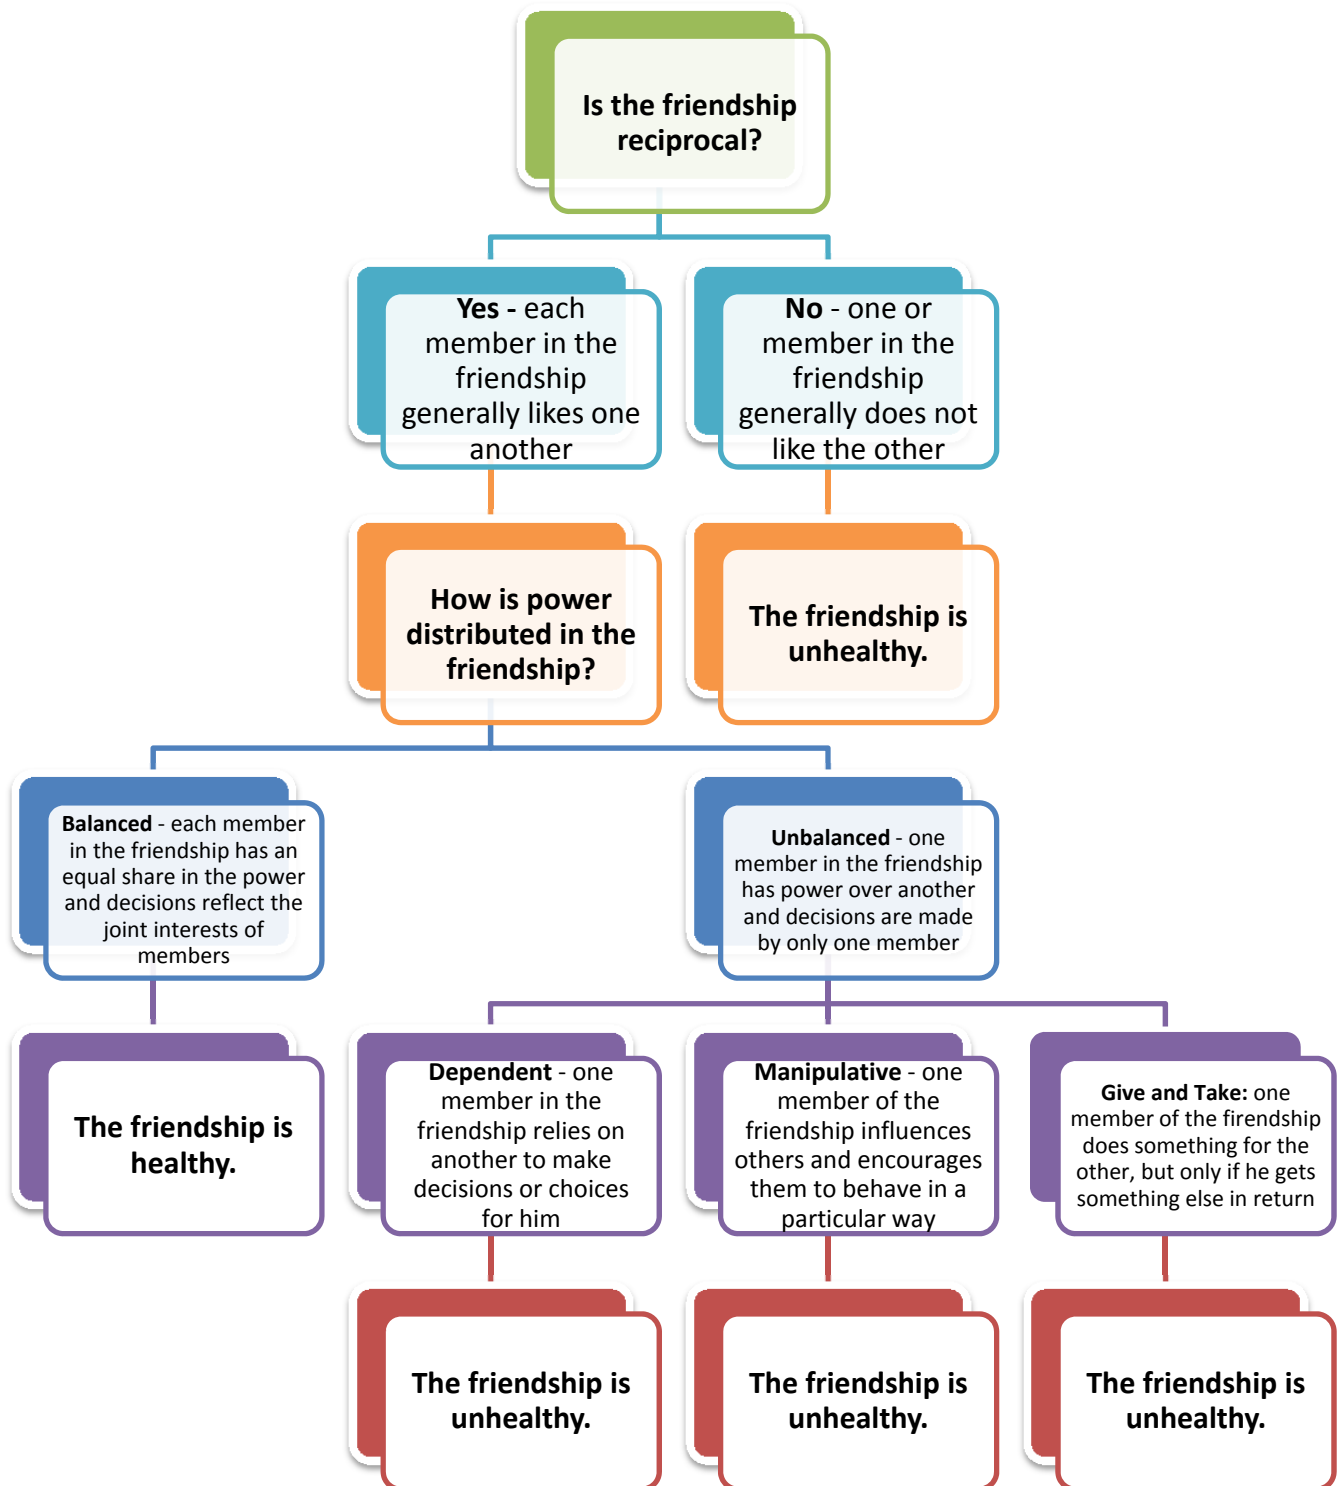 Is the friendship
reciprocal?
Yes - each
member in the
friendship
generally likes one
another
No - one or
member in the
friendship
generally does not
like the other
How is power
distributed in the
friendship?
The friendship is
unhealthy.
Balanced - each member
in the friendship has an
equal share in the power
and decisions reflect the
joint interests of
members
Unbalanced - one
member in the friendship
has power over another
and decisions are made
by only one member
The friendship is
healthy.
Dependent - one
member in the
friendship relies on
another to make
decisions or choices
for him
Manipulative - one
member of the
friendship influences
others and encourages
them to behave in a
particular way
Give and Take: one
member of the firendship
does something for the
other, but only if he gets
something else in return
The friendship is
unhealthy.
The friendship is
unhealthy.
The friendship is
unhealthy.